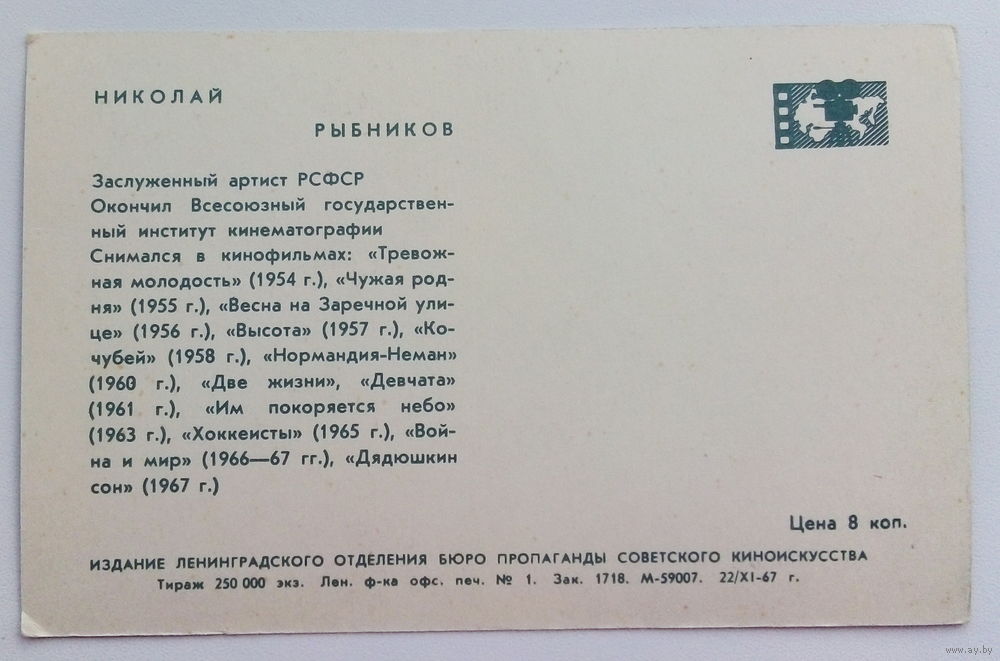 НИКОЛАЙ
РЫБНИКОВ
Заслуженный артист РСФСР
Окончил Всесоюзный государствен-
ный институт кинематографии
Снимался в кинофильмах: «Тревож-
ная молодость» (1954 г.), «Чужая род-
ня» (1955 г.), «Весна на Заречной ули-
це» (1956 г.), «Высота» (1957 г.), «Ко-
чубей» (1958 г.), «Нормандия-Неман»
(1960 г.), «Две жизни», «Девчата»
(1961 г.), «Им покоряется небо»
(1963 г.), «Хоккеисты» (1965 г.), «Вой-
на и мир» (1966—67 гг.), «Дядюшкин
сон» (1967 г.)
Цена 8 коп.
ИЗДАНИЕ ЛЕНИНГРАДСКОГО ОТДЕЛЕНИЯ БЮРО ПРОПАГАНДЫ СОВЕТСКОГО КИНОИСКУССТВА
Тираж 250 000 экз. Лен. ф-ка офс. печ. № 1. Зак. 1718. М-59007. 22/XI-67 г.
www.ay.by